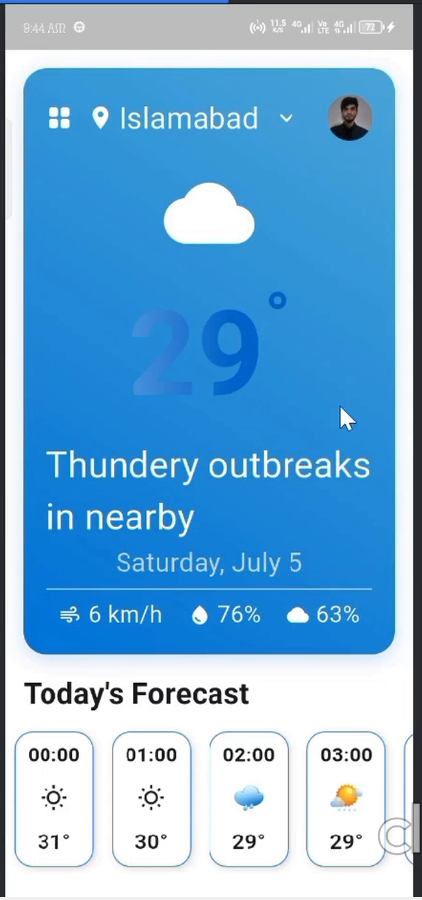 9:44 AM
11.5 K/S 4G Vo LTE 4G 72
Islamabad
29°
Thundery outbreaks
in nearby
Saturday, July 5
6 km/h 76% 63%
Today's Forecast
00:00 01:00 02:00 03:00
31° 30° 29° 29°